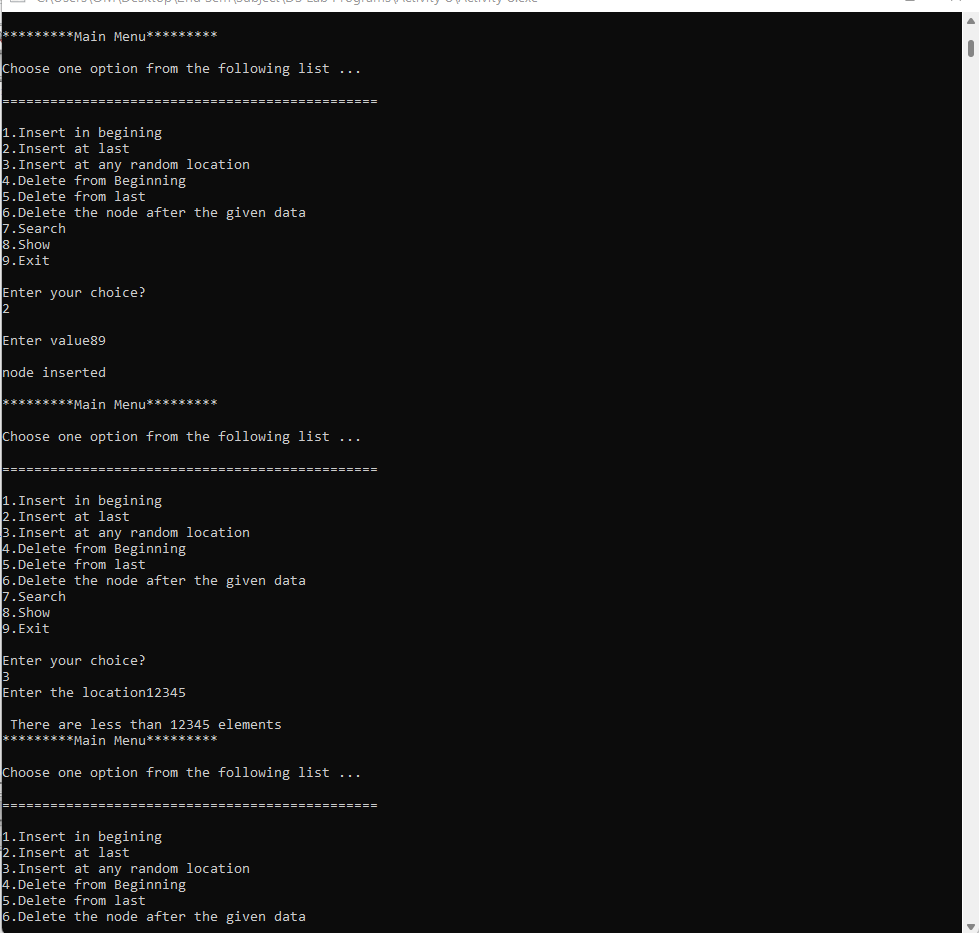 *********Main Menu*********
Choose one option from the following list ...
===============================================
1.Insert in begining
2.Insert at last
3.Insert at any random location
4.Delete from Beginning
5.Delete from last
6.Delete the node after the given data
7.Search
8.Show
9.Exit
Enter your choice?
2
Enter value89
node inserted
*********Main Menu*********
Choose one option from the following list ...
===============================================
1.Insert in begining
2.Insert at last
3.Insert at any random location
4.Delete from Beginning
5.Delete from last
6.Delete the node after the given data
7.Search
8.Show
9.Exit
Enter your choice?
3
Enter the location12345
There are less than 12345 elements
*********Main Menu*********
Choose one option from the following list ...
===============================================
1.Insert in begining
2.Insert at last
3.Insert at any random location
4.Delete from Beginning
5.Delete from last
6.Delete the node after the given data